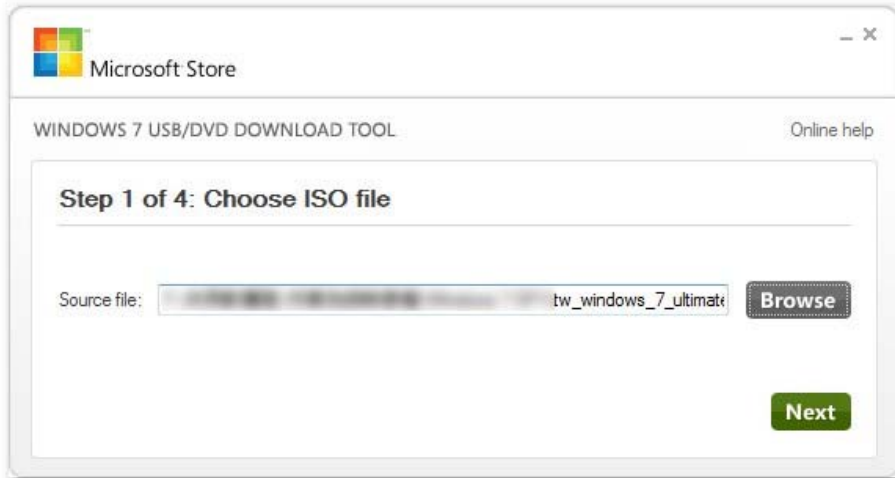 Microsoft Store
WINDOWS 7 USB/DVD DOWNLOAD TOOL Online help
Step 1 of 4: Choose ISO file
Source file: tw_windows_7_ultimate Browse
Next